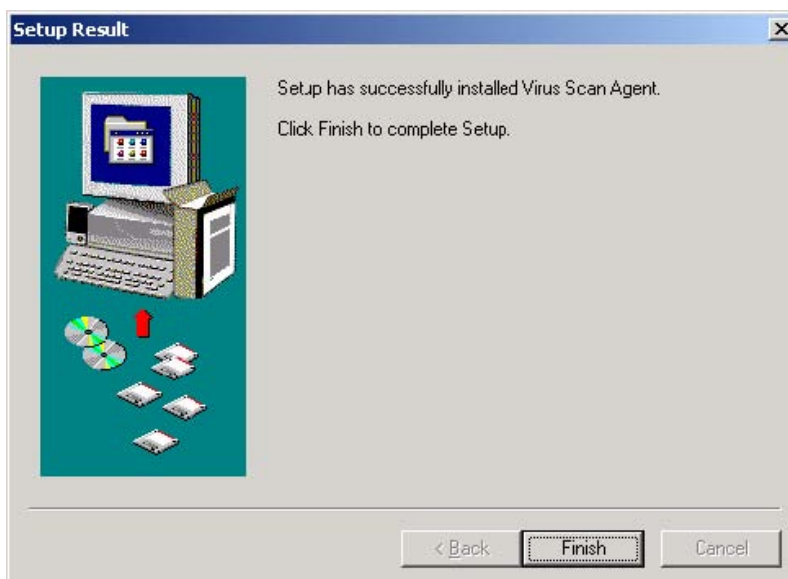 Setup Result
Setup has successfully installed Virus Scan Agent.
Click Finish to complete Setup.
< Back
Finish
Cancel